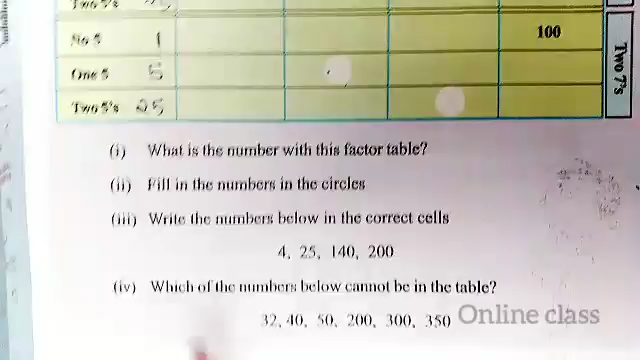 Two 5's 25
No 5 1 100
One 5 5
Two 5's 25
Two 7's
(i) What is the number with this factor table?
(ii) Fill in the numbers in the circles
(iii) Write the numbers below in the correct cells
4, 25, 140, 200
(iv) Which of the numbers below cannot be in the table?
32, 40, 50, 200, 300, 350
Online class